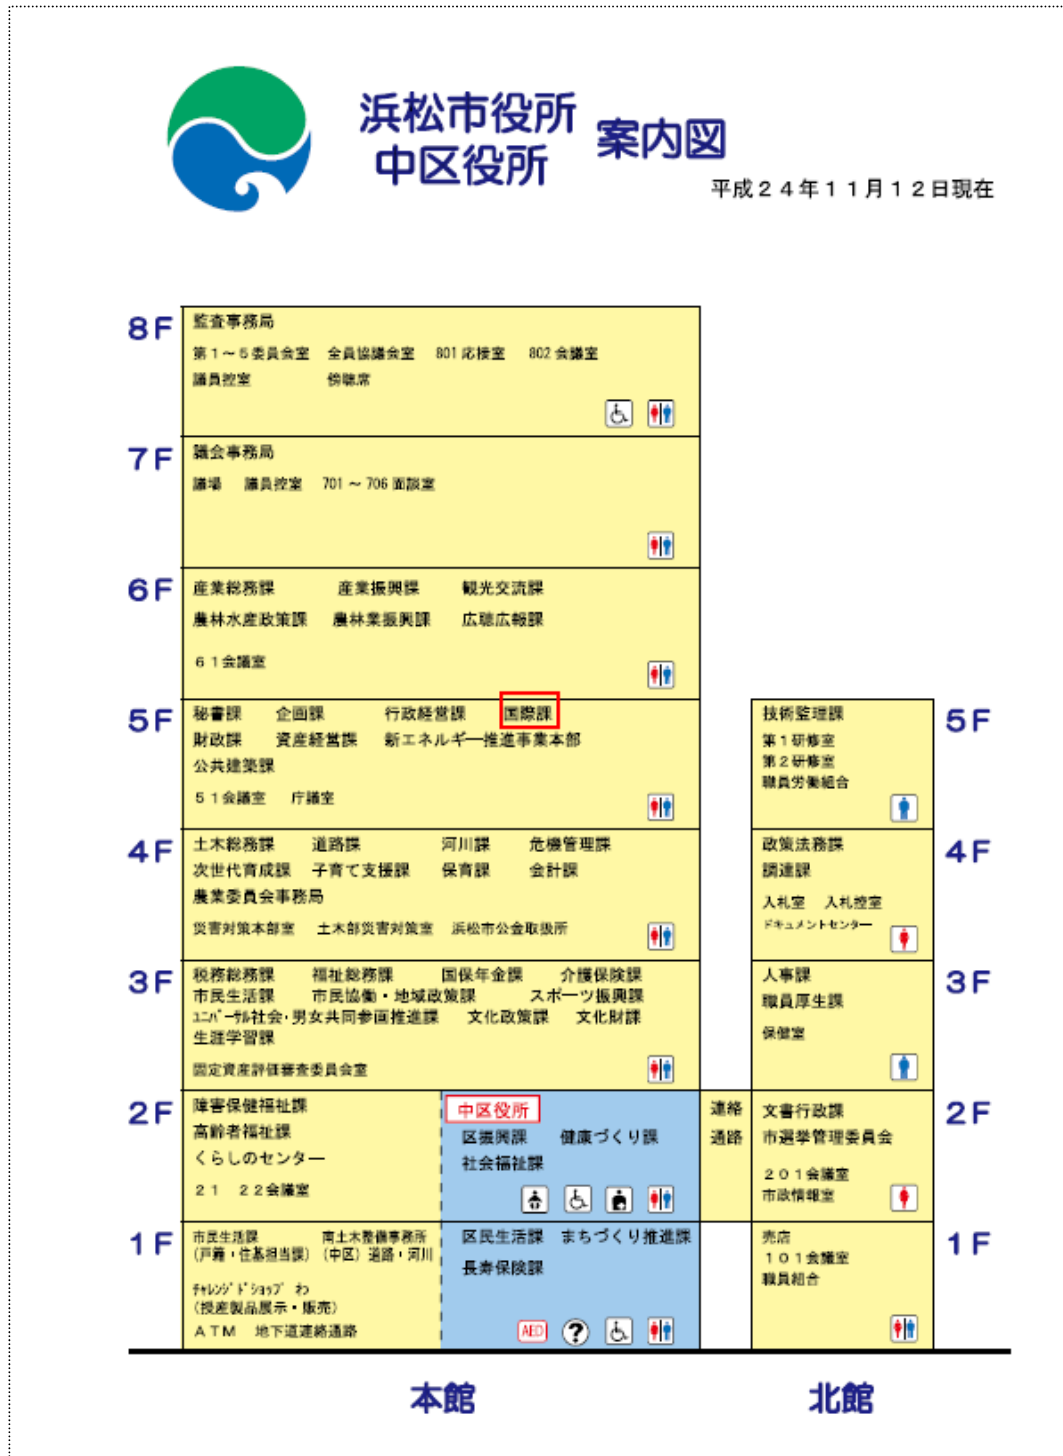 浜松市役所
中区役所
案内図
平成２４年１１月１２日現在
8F
監査事務局
第１～５委員会室 全員協議会室 801 応接室 802 会議室
議員控室 傍聴席
7F
議会事務局
議場 議員控室 701 ～ 706 面談室
6F
産業総務課 産業振興課 観光交流課
農林水産政策課 農林業振興課 広聴広報課
６１会議室
5F
秘書課 企画課 行政経営課 国際課
財政課 資産経営課 新エネルギー推進事業本部
公共建築課
５１会議室 庁議室
技術監理課
第１研修室
第２研修室
職員労働組合
5F
4F
土木総務課 道路課 河川課 危機管理課
次世代育成課 子育て支援課 保育課 会計課
農業委員会事務局
災害対策本部室 土木部災害対策室 浜松市公金取扱所
政策法務課
調達課
入札室 入札控室
ドキュメントセンター
4F
3F
税務総務課 福祉総務課 国保年金課 介護保険課
市民生活課 市民協働・地域政策課 スポーツ振興課
ﾕﾆﾊﾞｰｻﾙ社会・男女共同参画推進課 文化政策課 文化財課
生涯学習課
固定資産評価審査委員会室
人事課
職員厚生課
保健室
3F
2F
障害保健福祉課
高齢者福祉課
くらしのセンター
２１ ２２会議室
中区役所
区振興課 健康づくり課
社会福祉課
連絡
通路
文書行政課
市選挙管理委員会
２０１会議室
市政情報室
2F
1F
市民生活課 南土木整備事務所
(戸籍・住基担当課) (中区) 道路・河川
ﾁｬﾚﾝｼﾞﾄﾞｼｮｯﾌﾟ わ
(授産製品展示・販売)
ＡＴＭ 地下道連絡通路
区民生活課 まちづくり推進課
長寿保険課
AED ?
売店
１０１会議室
職員組合
1F
本館
北館